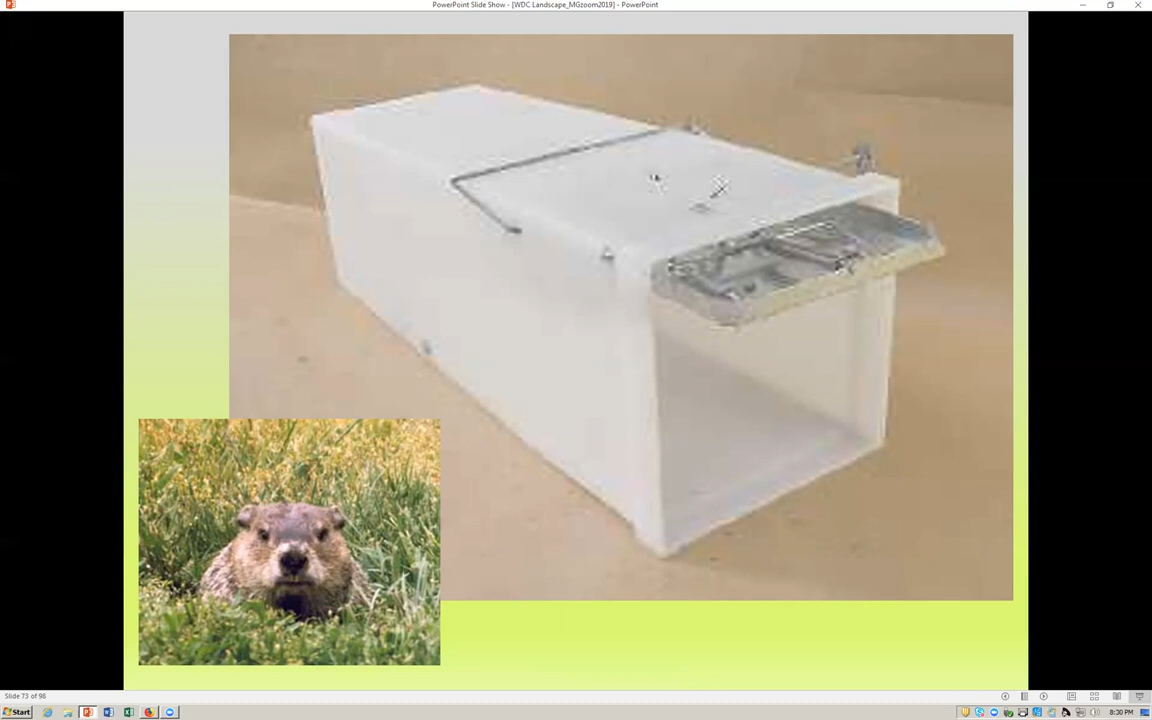 PowerPoint Slide Show - [WDC Landscape_MGzoom2019] - PowerPoint
Slide 73 of 98
Start
8:30 PM